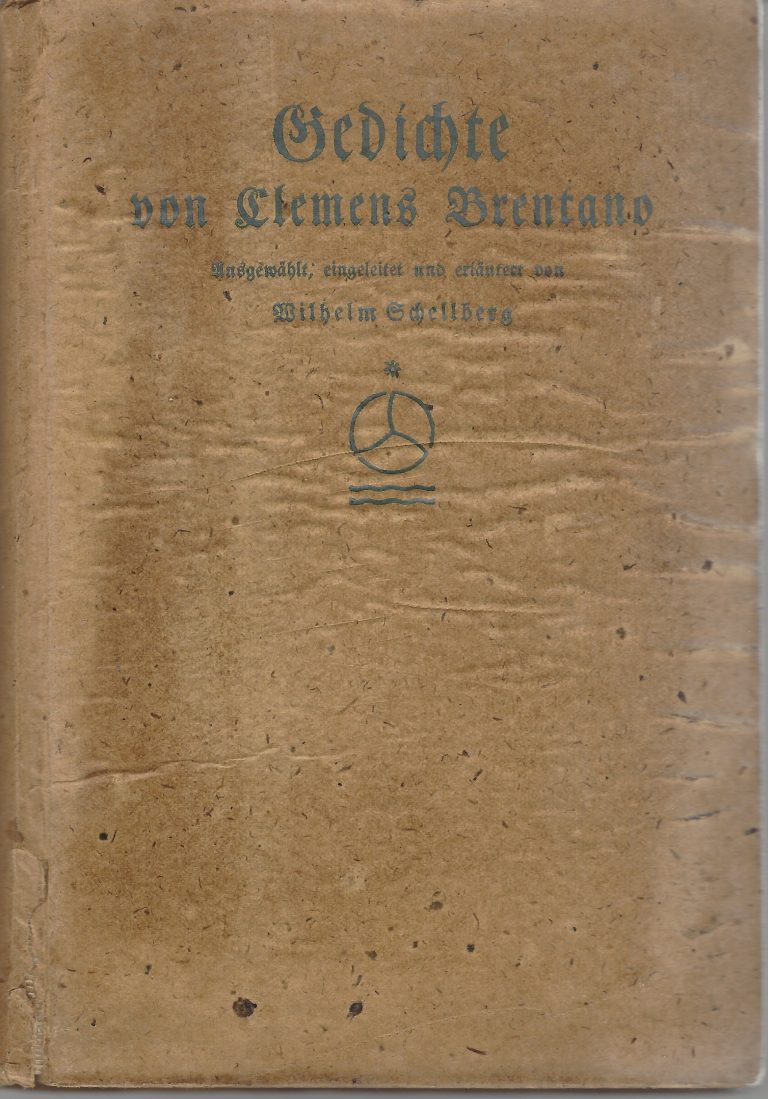 Gedichte
von Clemens Brentano
Ausgewählt, eingeleitet und erläutert von
Wilhelm Schellberg
*